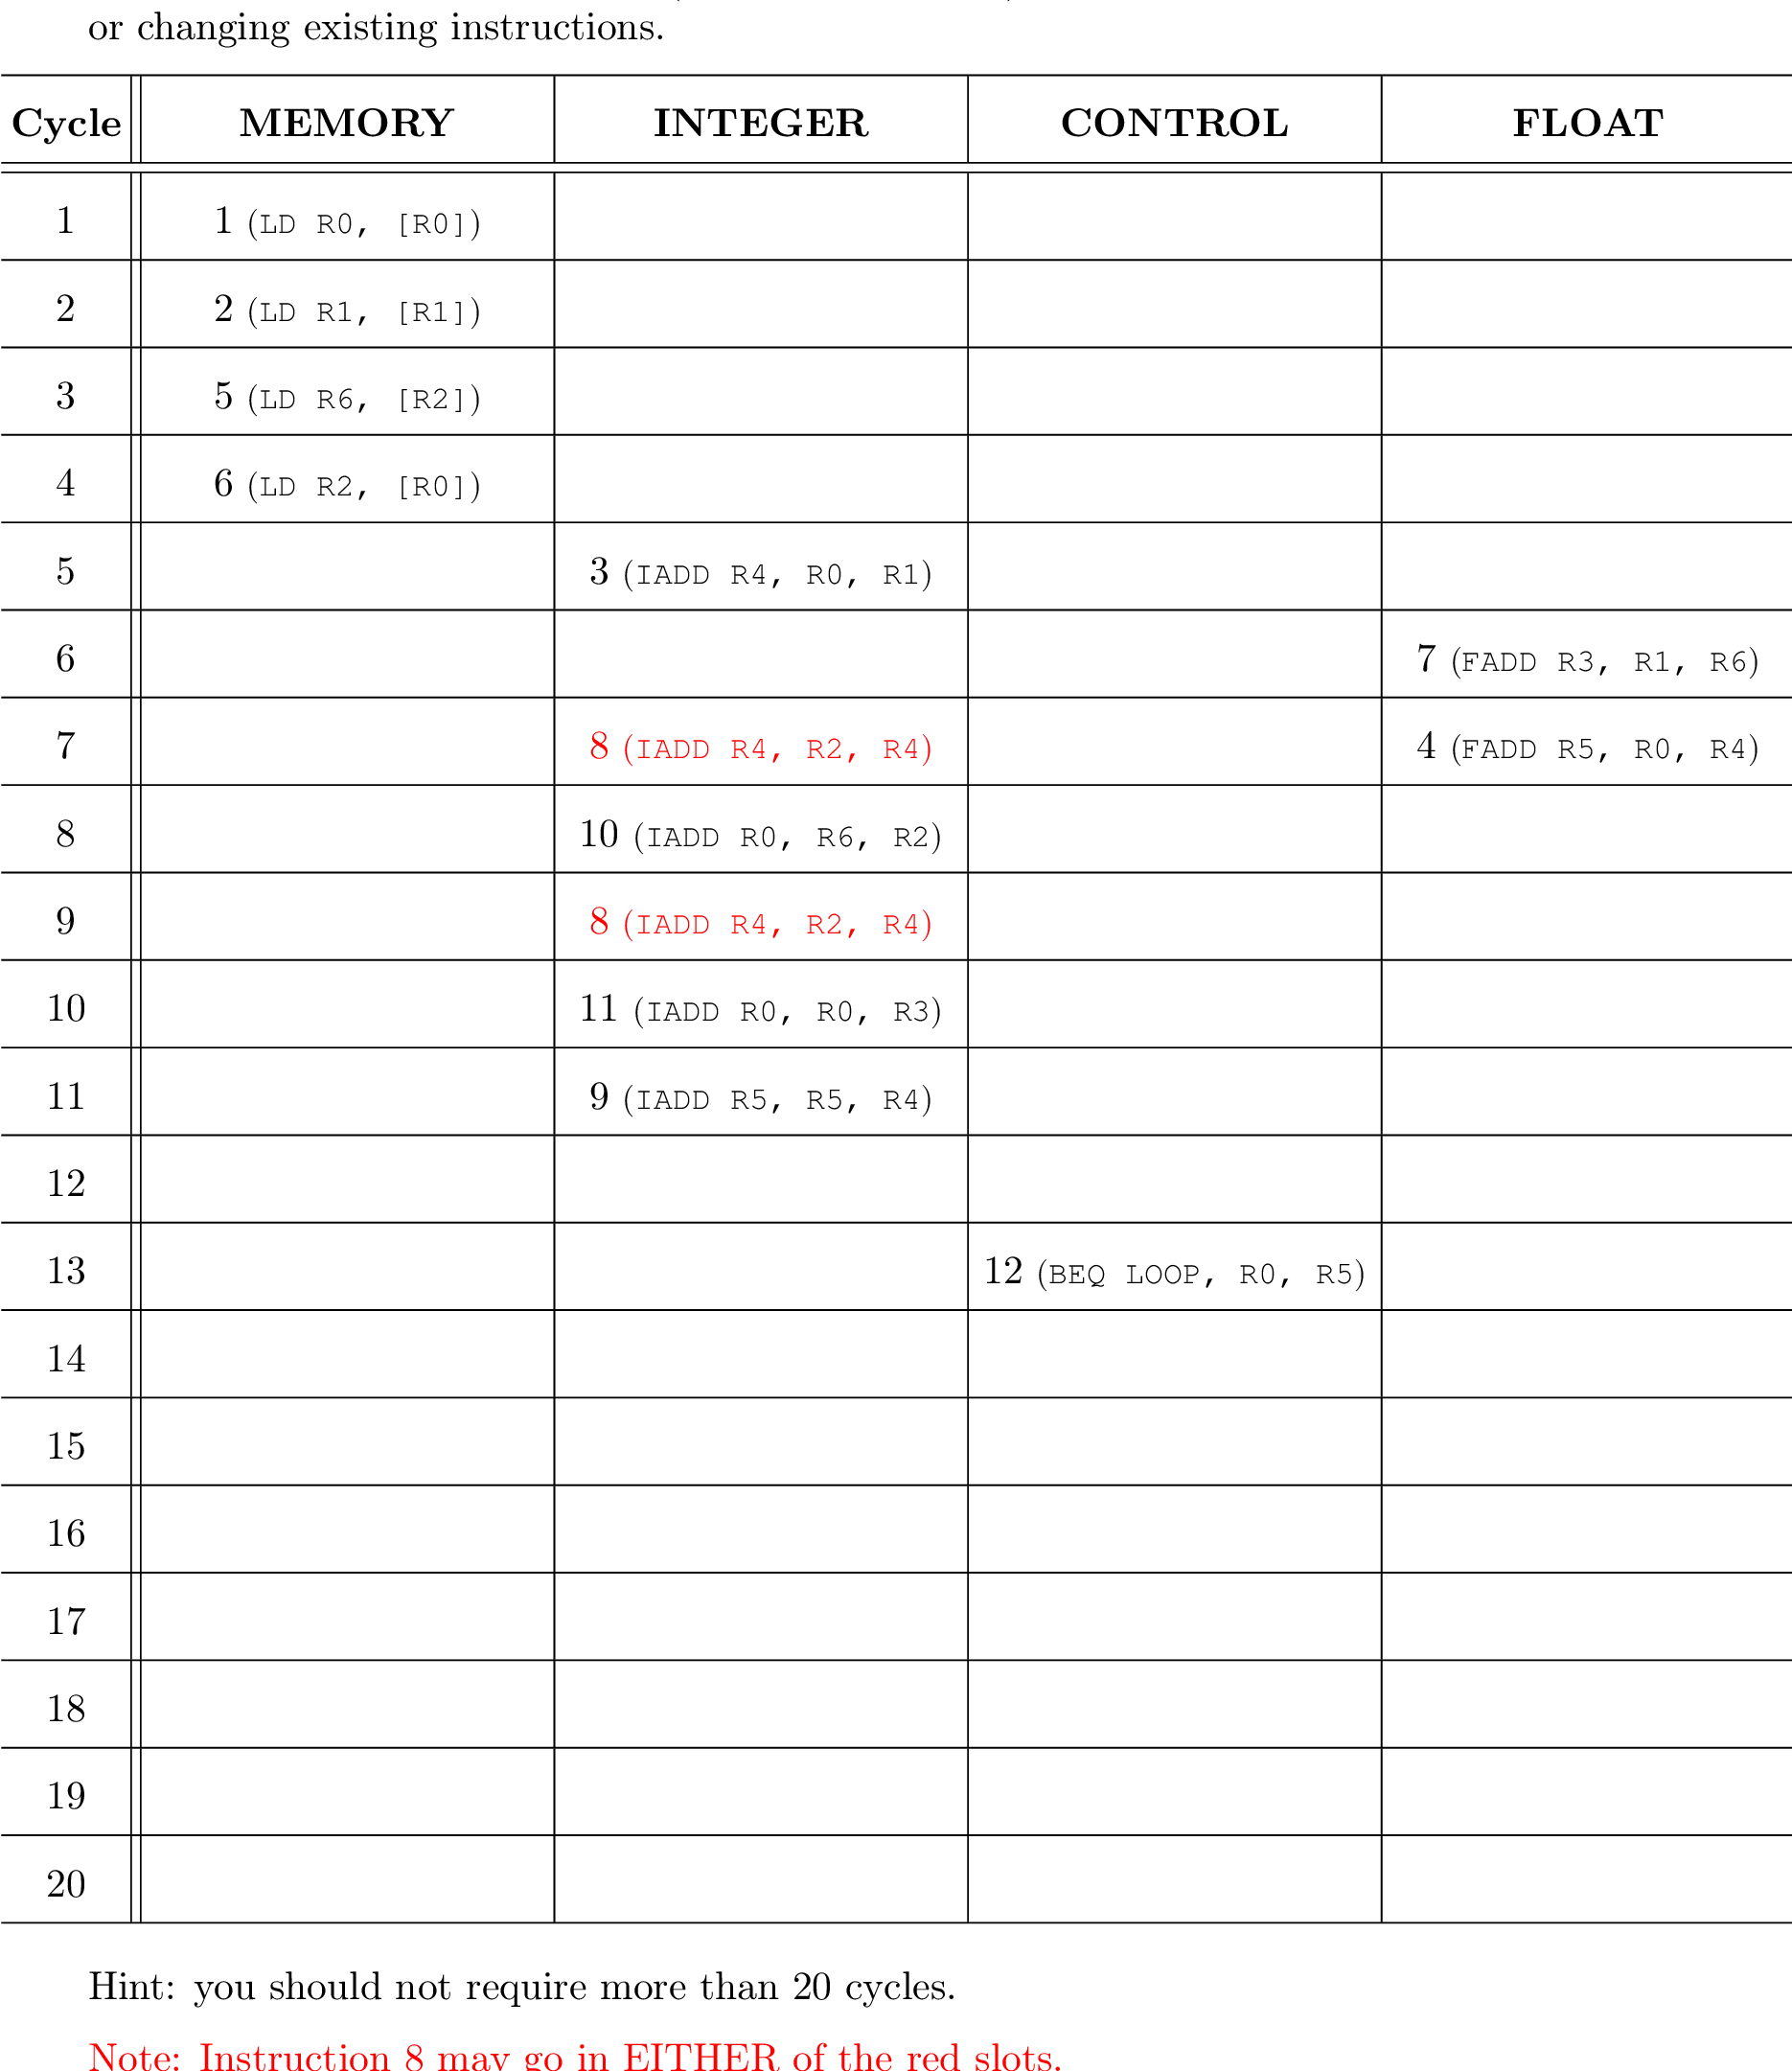 or changing existing instructions.
Cycle MEMORY INTEGER CONTROL FLOAT
1 1 (LD R0, [R0])
2 2 (LD R1, [R1])
3 5 (LD R6, [R2])
4 6 (LD R2, [R0])
5 3 (IADD R4, R0, R1)
6 7 (FADD R3, R1, R6)
7 8 (IADD R4, R2, R4) 4 (FADD R5, R0, R4)
8 10 (IADD R0, R6, R2)
9 8 (IADD R4, R2, R4)
10 11 (IADD R0, R0, R3)
11 9 (IADD R5, R5, R4)
12
13 12 (BEQ LOOP, R0, R5)
14
15
16
17
18
19
20
Hint: you should not require more than 20 cycles.
Note: Instruction 8 may go in EITHER of the red slots.